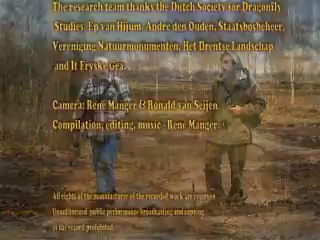 The research team thanks the Dutch Society for Dragonfly
Studies, Ep van Hijum, Andre den Ouden, Staatsbosbeheer,
Vereniging Natuurmonumenten, Het Drentse Landschap
and It Fryske Gea.
Camera: René Manger & Ronald van Seijen
Compilation, editing, music - René Manger
All rights of the manufacturer of the recorded work are reserved
Unauthorised public performance broadcasting and copying
of the record prohibited